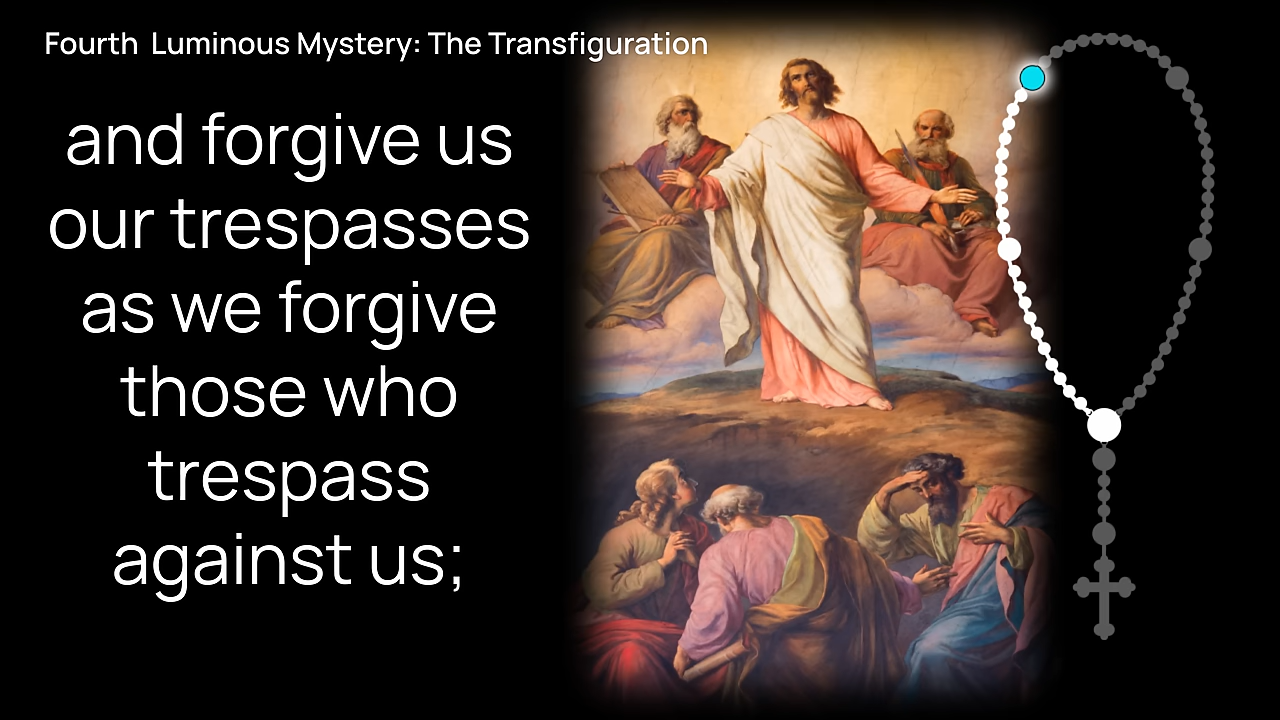 Fourth Luminous Mystery: The Transfiguration
and forgive us
our trespasses
as we forgive
those who
trespass
against us;